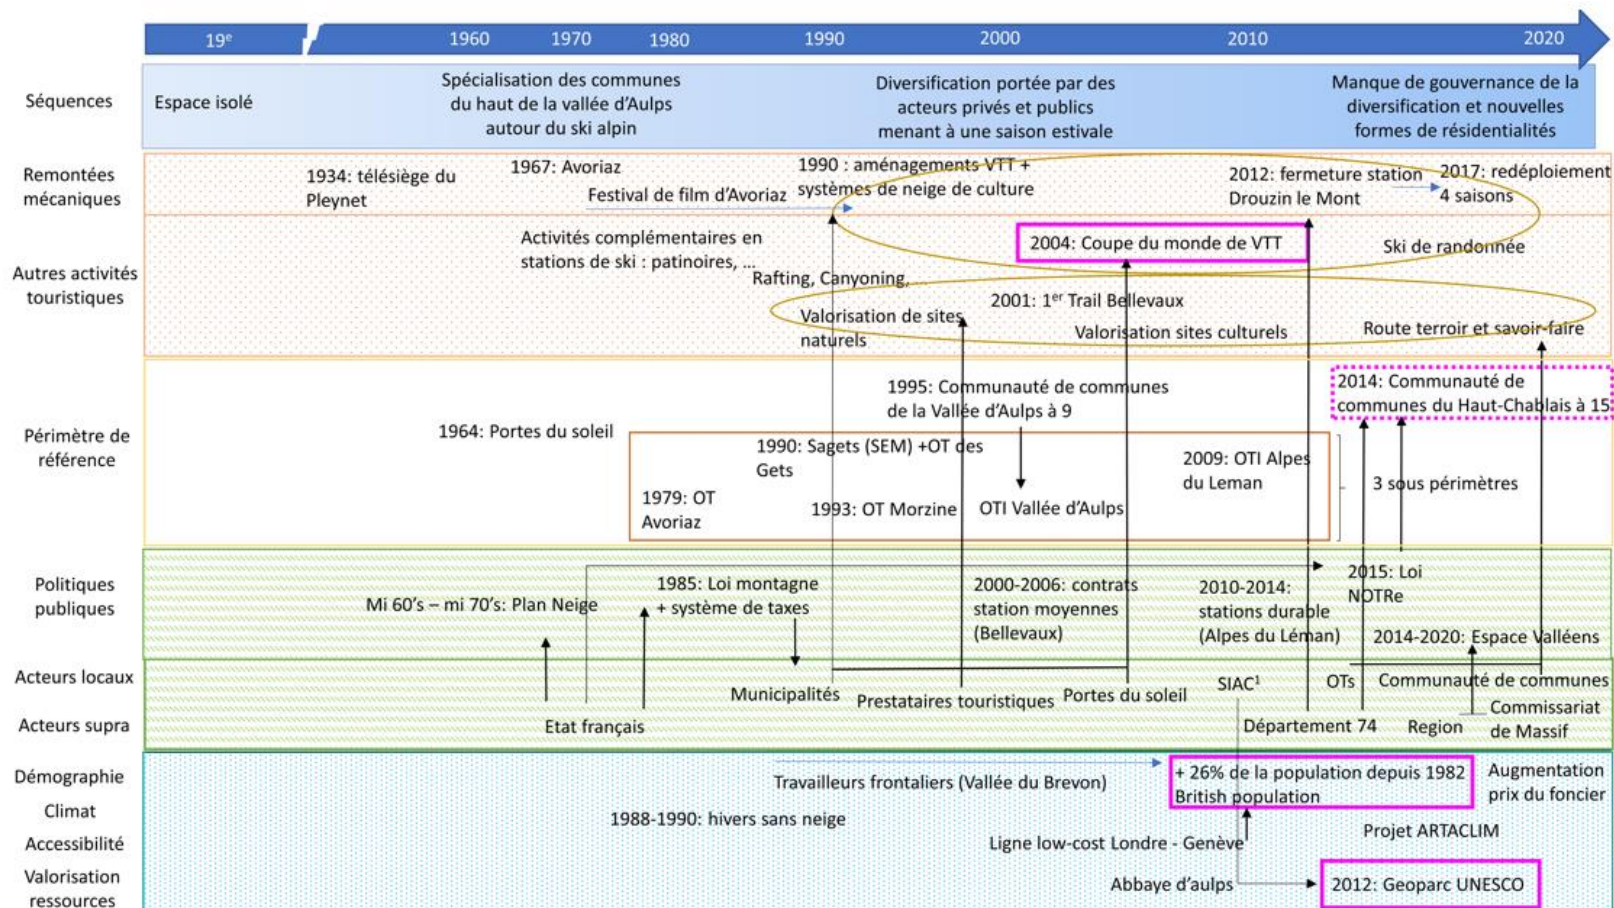 19e
1960
1970
1980
1990
2000
2010
2020
Séquences
Espace isolé
Spécialisation des communes
du haut de la vallée d'Aulps
autour du ski alpin
Diversification portée par des
acteurs privés et publics
menant à une saison estivale
Manque de gouvernance de la
diversification et nouvelles
formes de résidentialités
Remontées
mécaniques
1934: télésiège du
Pleynet
1967: Avoriaz
Festival de film d'Avoriaz
1990 : aménagements VTT +
systèmes de neige de culture
2012: fermeture station
Drouzin le Mont
2017: redéploiement
4 saisons
Autres activités
touristiques
Activités complémentaires en
stations de ski : patinoires, ...
2004: Coupe du monde de VTT
Ski de randonnée
Rafting, Canyoning, ...
2001: 1er Trail Bellevaux
Valorisation de sites
naturels
Valorisation sites culturels
Route terroir et savoir-faire
Périmètre de
référence
1964: Portes du soleil
1995: Communauté de communes
de la Vallée d'Aulps à 9
2014: Communauté de
communes du Haut-Chablais à 15
1990: Sagets (SEM) +OT des
Gets
2009: OTI Alpes
du Leman
3 sous périmètres
1979: OT
Avoriaz
1993: OT Morzine
OTI Vallée d'Aulps
Politiques
publiques
Mi 60's – mi 70's: Plan Neige
1985: Loi montagne
+ système de taxes
2000-2006: contrats
station moyennes
(Bellevaux)
2010-2014:
stations durable
(Alpes du Léman)
2015: Loi
NOTRe
2014-2020: Espace Valléens
Acteurs locaux
Municipalités
Prestataires touristiques
Portes du soleil
SIAC1
OTs
Communauté de communes
Acteurs supra
Etat français
Département 74
Region
Commissariat
de Massif
Démographie
Travailleurs frontaliers (Vallée du Brevon)
+ 26% de la population depuis 1982
British population
Augmentation
prix du foncier
Climat
1988-1990: hivers sans neige
Projet ARTACLIM
Accessibilité
Ligne low-cost Londre - Genève
Valorisation
ressources
Abbaye d'aulps
2012: Geoparc UNESCO